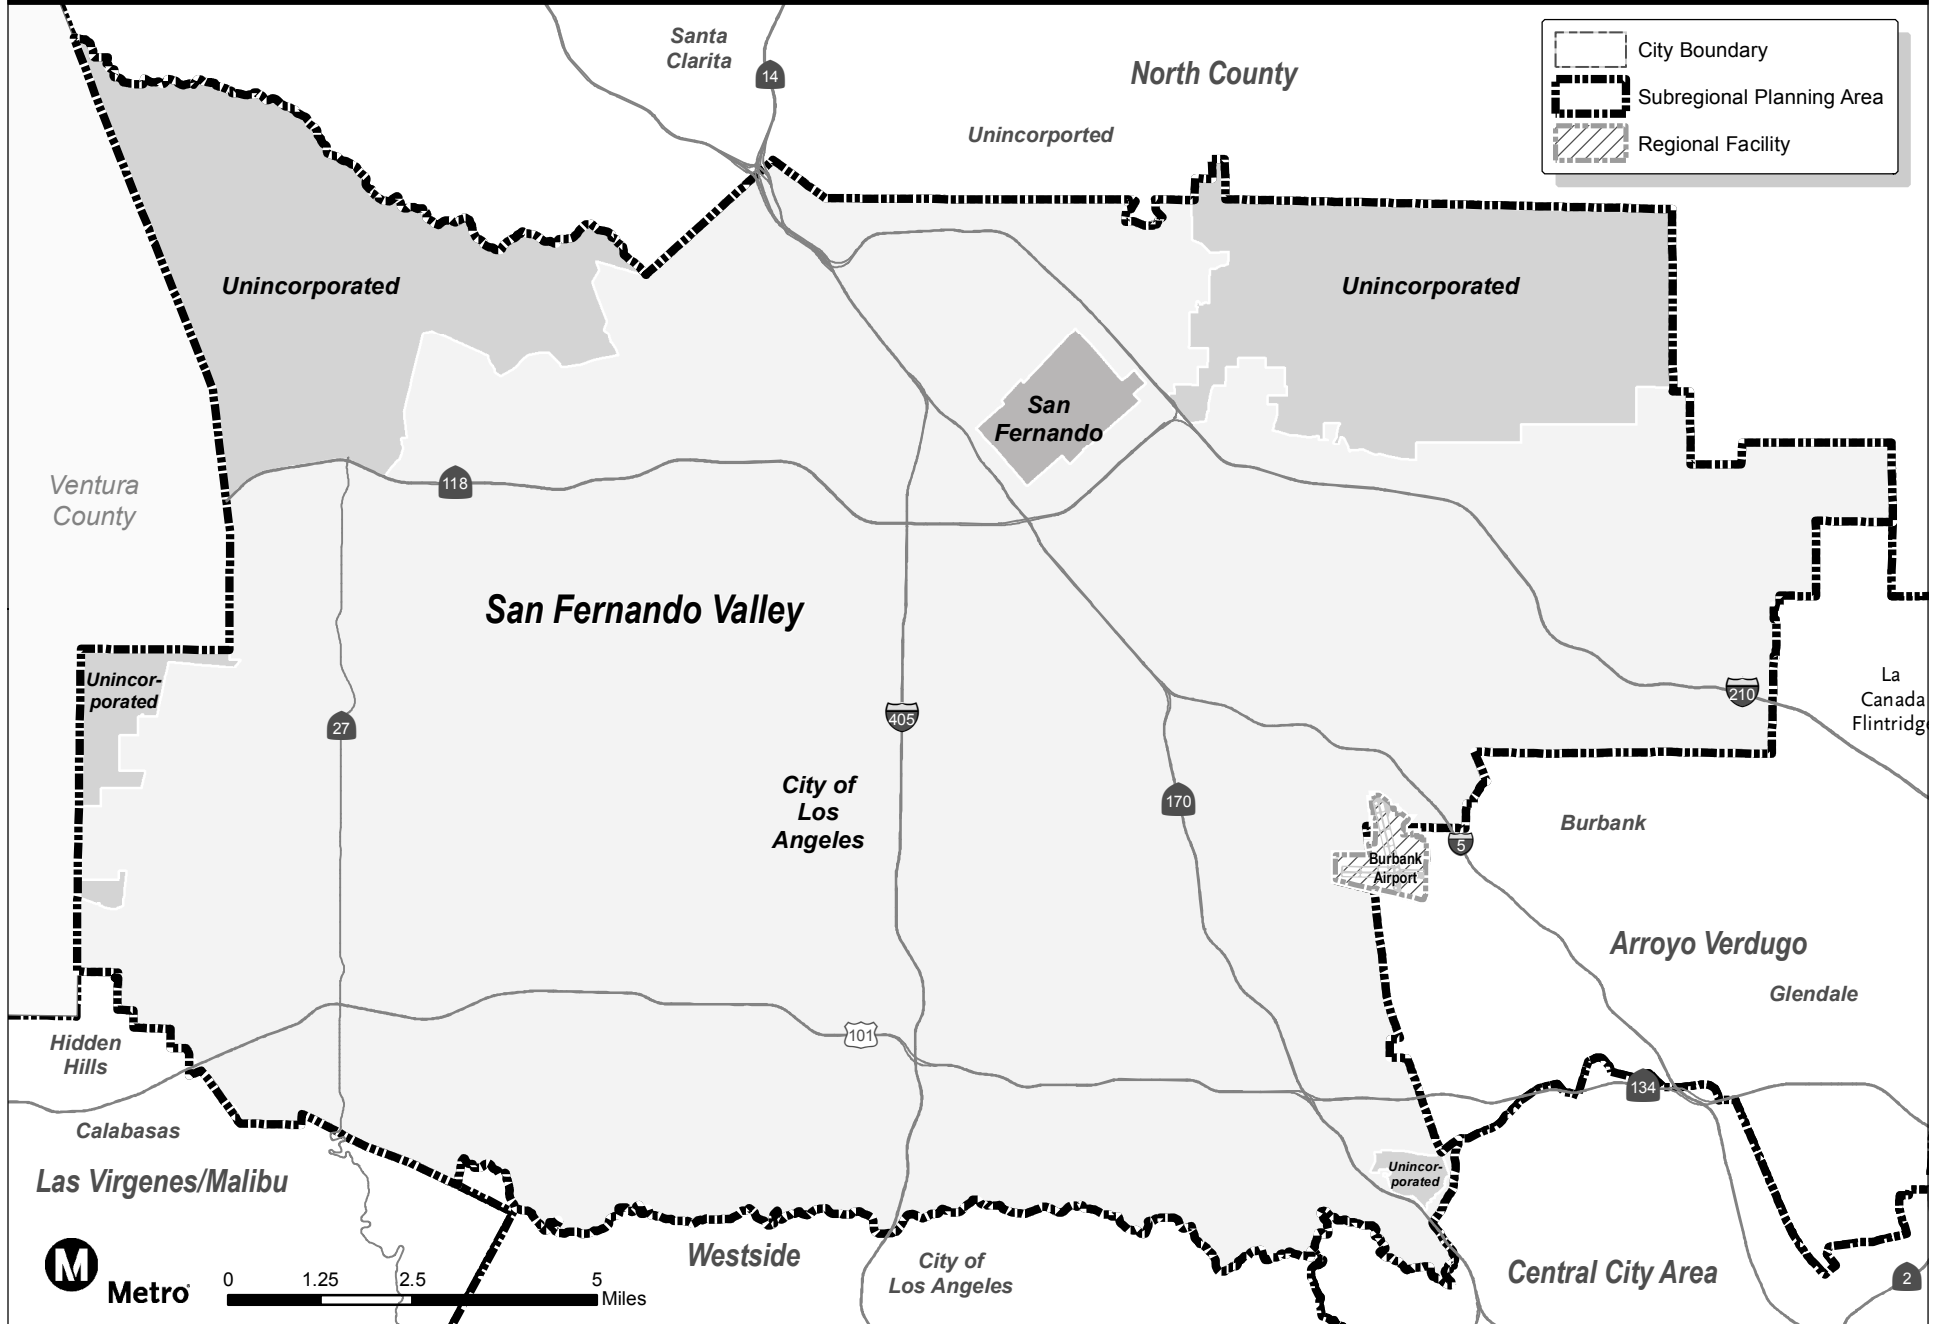 Santa
Clarita
14
North County
Unincorported
City Boundary
Subregional Planning Area
Regional Facility
Unincorporated
Unincorporated
San
Fernando
118
Ventura
County
San Fernando Valley
Unincor-
porated
27
405
210
La
Canada
Flintridge
City of
Los
Angeles
170
Burbank
5
Burbank
Airport
Arroyo Verdugo
Glendale
101
Hidden
Hills
134
Calabasas
Las Virgenes/Malibu
Unincor-
porated
Westside
City of
Los Angeles
Central City Area
2
M
Metro
0 1.25 2.5 5
Miles